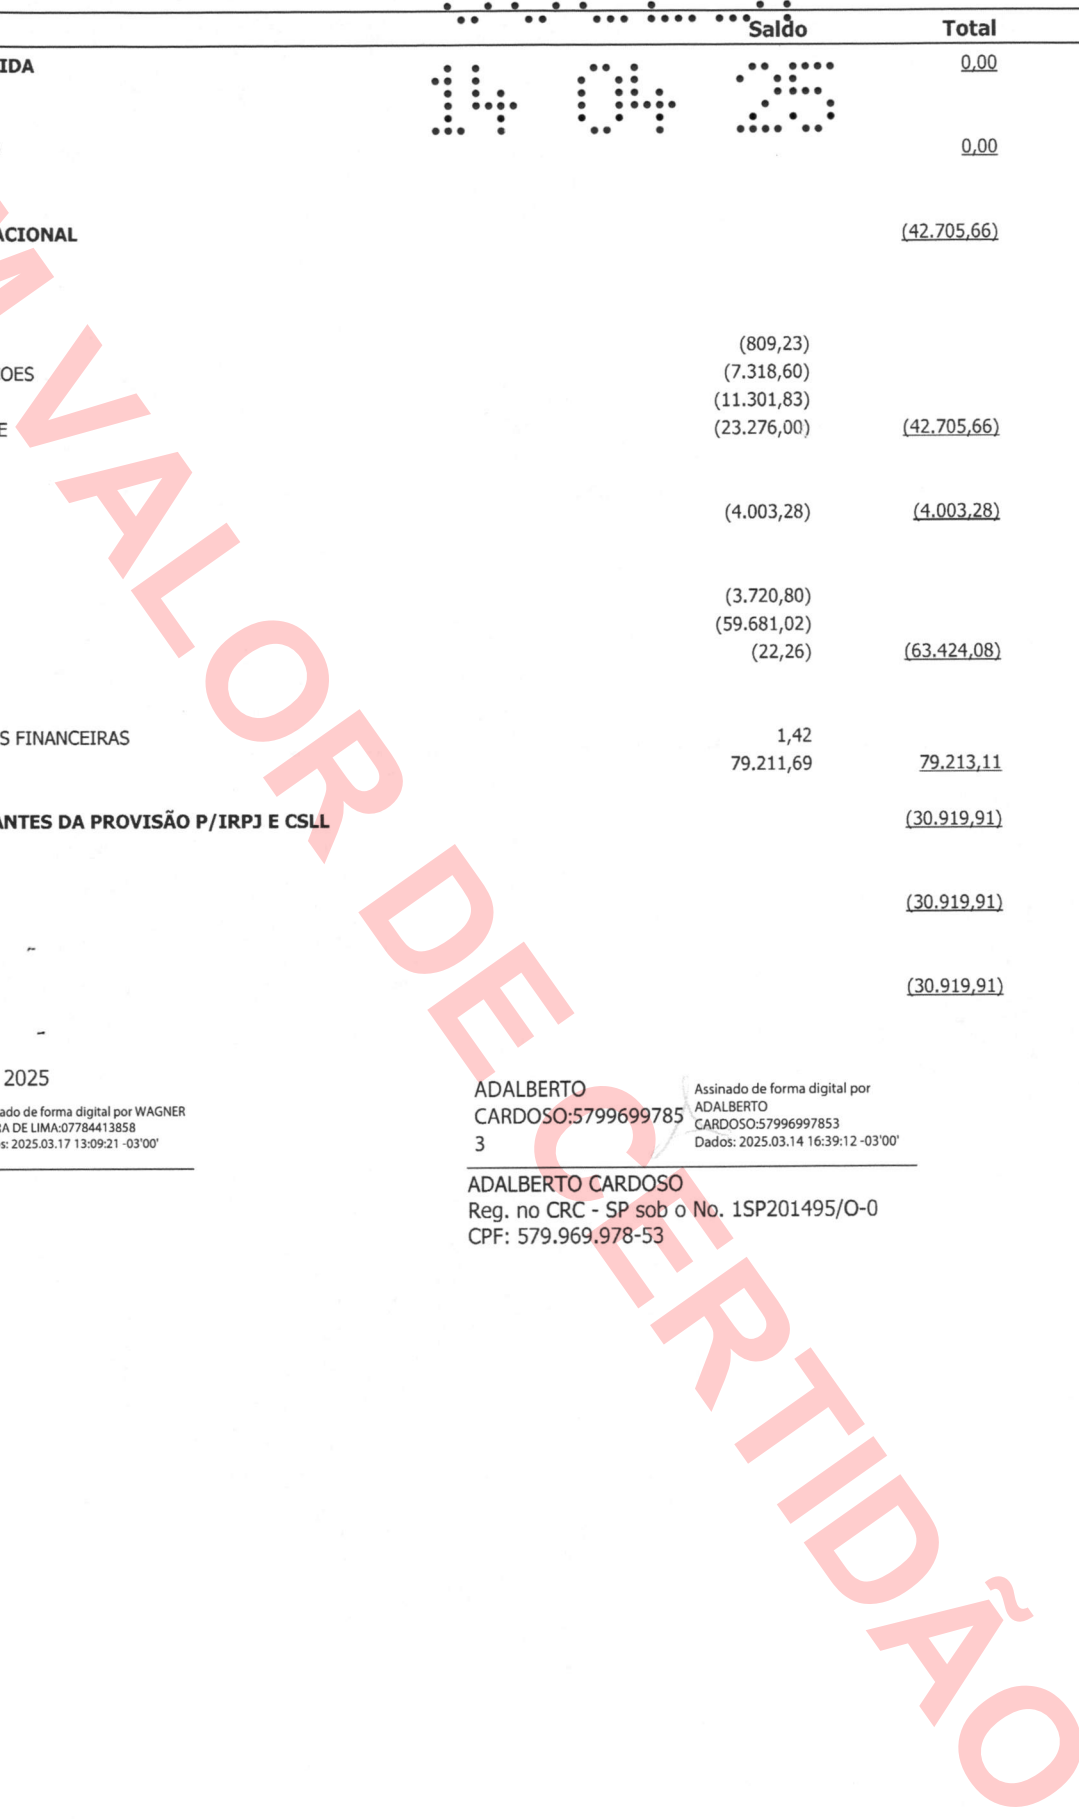 Saldo Total
IDA 0,00
14 04 25
0,00
ACIONAL (42.705,66)
(809,23)
OES (7.318,60)
(11.301,83)
E (23.276,00) (42.705,66)
(4.003,28) (4.003,28)
(3.720,80)
(59.681,02)
(22,26) (63.424,08)
S FINANCEIRAS 1,42
79.211,69 79.213,11
ANTES DA PROVISÃO P/IRPJ E CSLL (30.919,91)
(30.919,91)
(30.919,91)
2025
ado de forma digital por WAGNER
RA DE LIMA:07784413858
s: 2025.03.17 13:09:21 -03'00'
ADALBERTO
CARDOSO:5799699785
3
Assinado de forma digital por
ADALBERTO
CARDOSO:57996997853
Dados: 2025.03.14 16:39:12 -03'00'
ADALBERTO CARDOSO
Reg. no CRC - SP sob o No. 1SP201495/O-0
CPF: 579.969.978-53
M VALOR DE CERTIDÃO